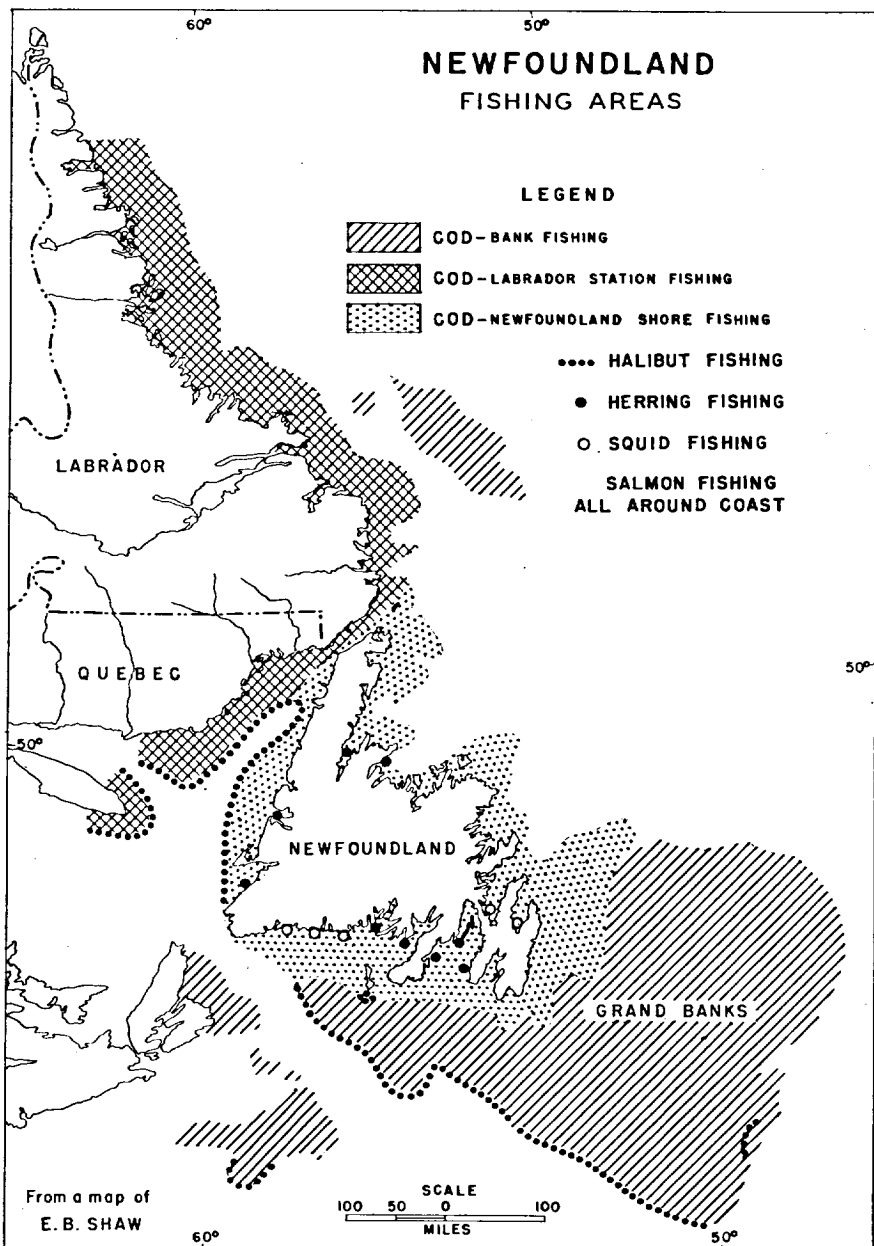 60°
50°
NEWFOUNDLAND
FISHING AREAS
LEGEND
COD-BANK FISHING
COD-LABRADOR STATION FISHING
COD-NEWFOUNDLAND SHORE FISHING
HALIBUT FISHING
HERRING FISHING
SQUID FISHING
SALMON FISHING
ALL AROUND COAST
LABRADOR
QUEBEC
50°
50°
NEWFOUNDLAND
GRAND BANKS
From a map of
E.B. SHAW
SCALE
100 50 0 100
MILES
60°
50°